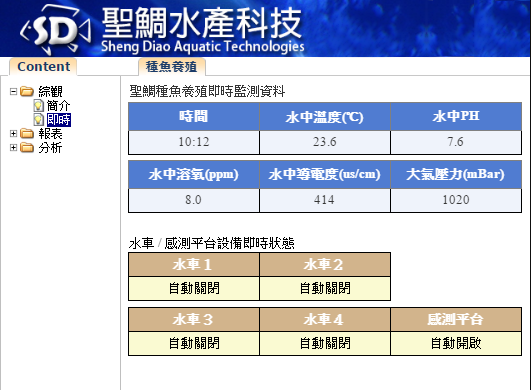 SD
聖鯛水產科技
Sheng Diao Aquatic Technologies
Content
種魚養殖
綜觀
簡介
即時
報表
分析
聖鯛種魚養殖即時監測資料
時間 水中溫度(℃) 水中PH
10:12 23.6 7.6
水中溶氧(ppm) 水中導電度(us/cm) 大氣壓力(mBar)
8.0 414 1020
水車 / 感測平台設備即時狀態
水車 1 水車 2
自動關閉 自動關閉
水車 3 水車 4 感測平台
自動關閉 自動關閉 自動開啟